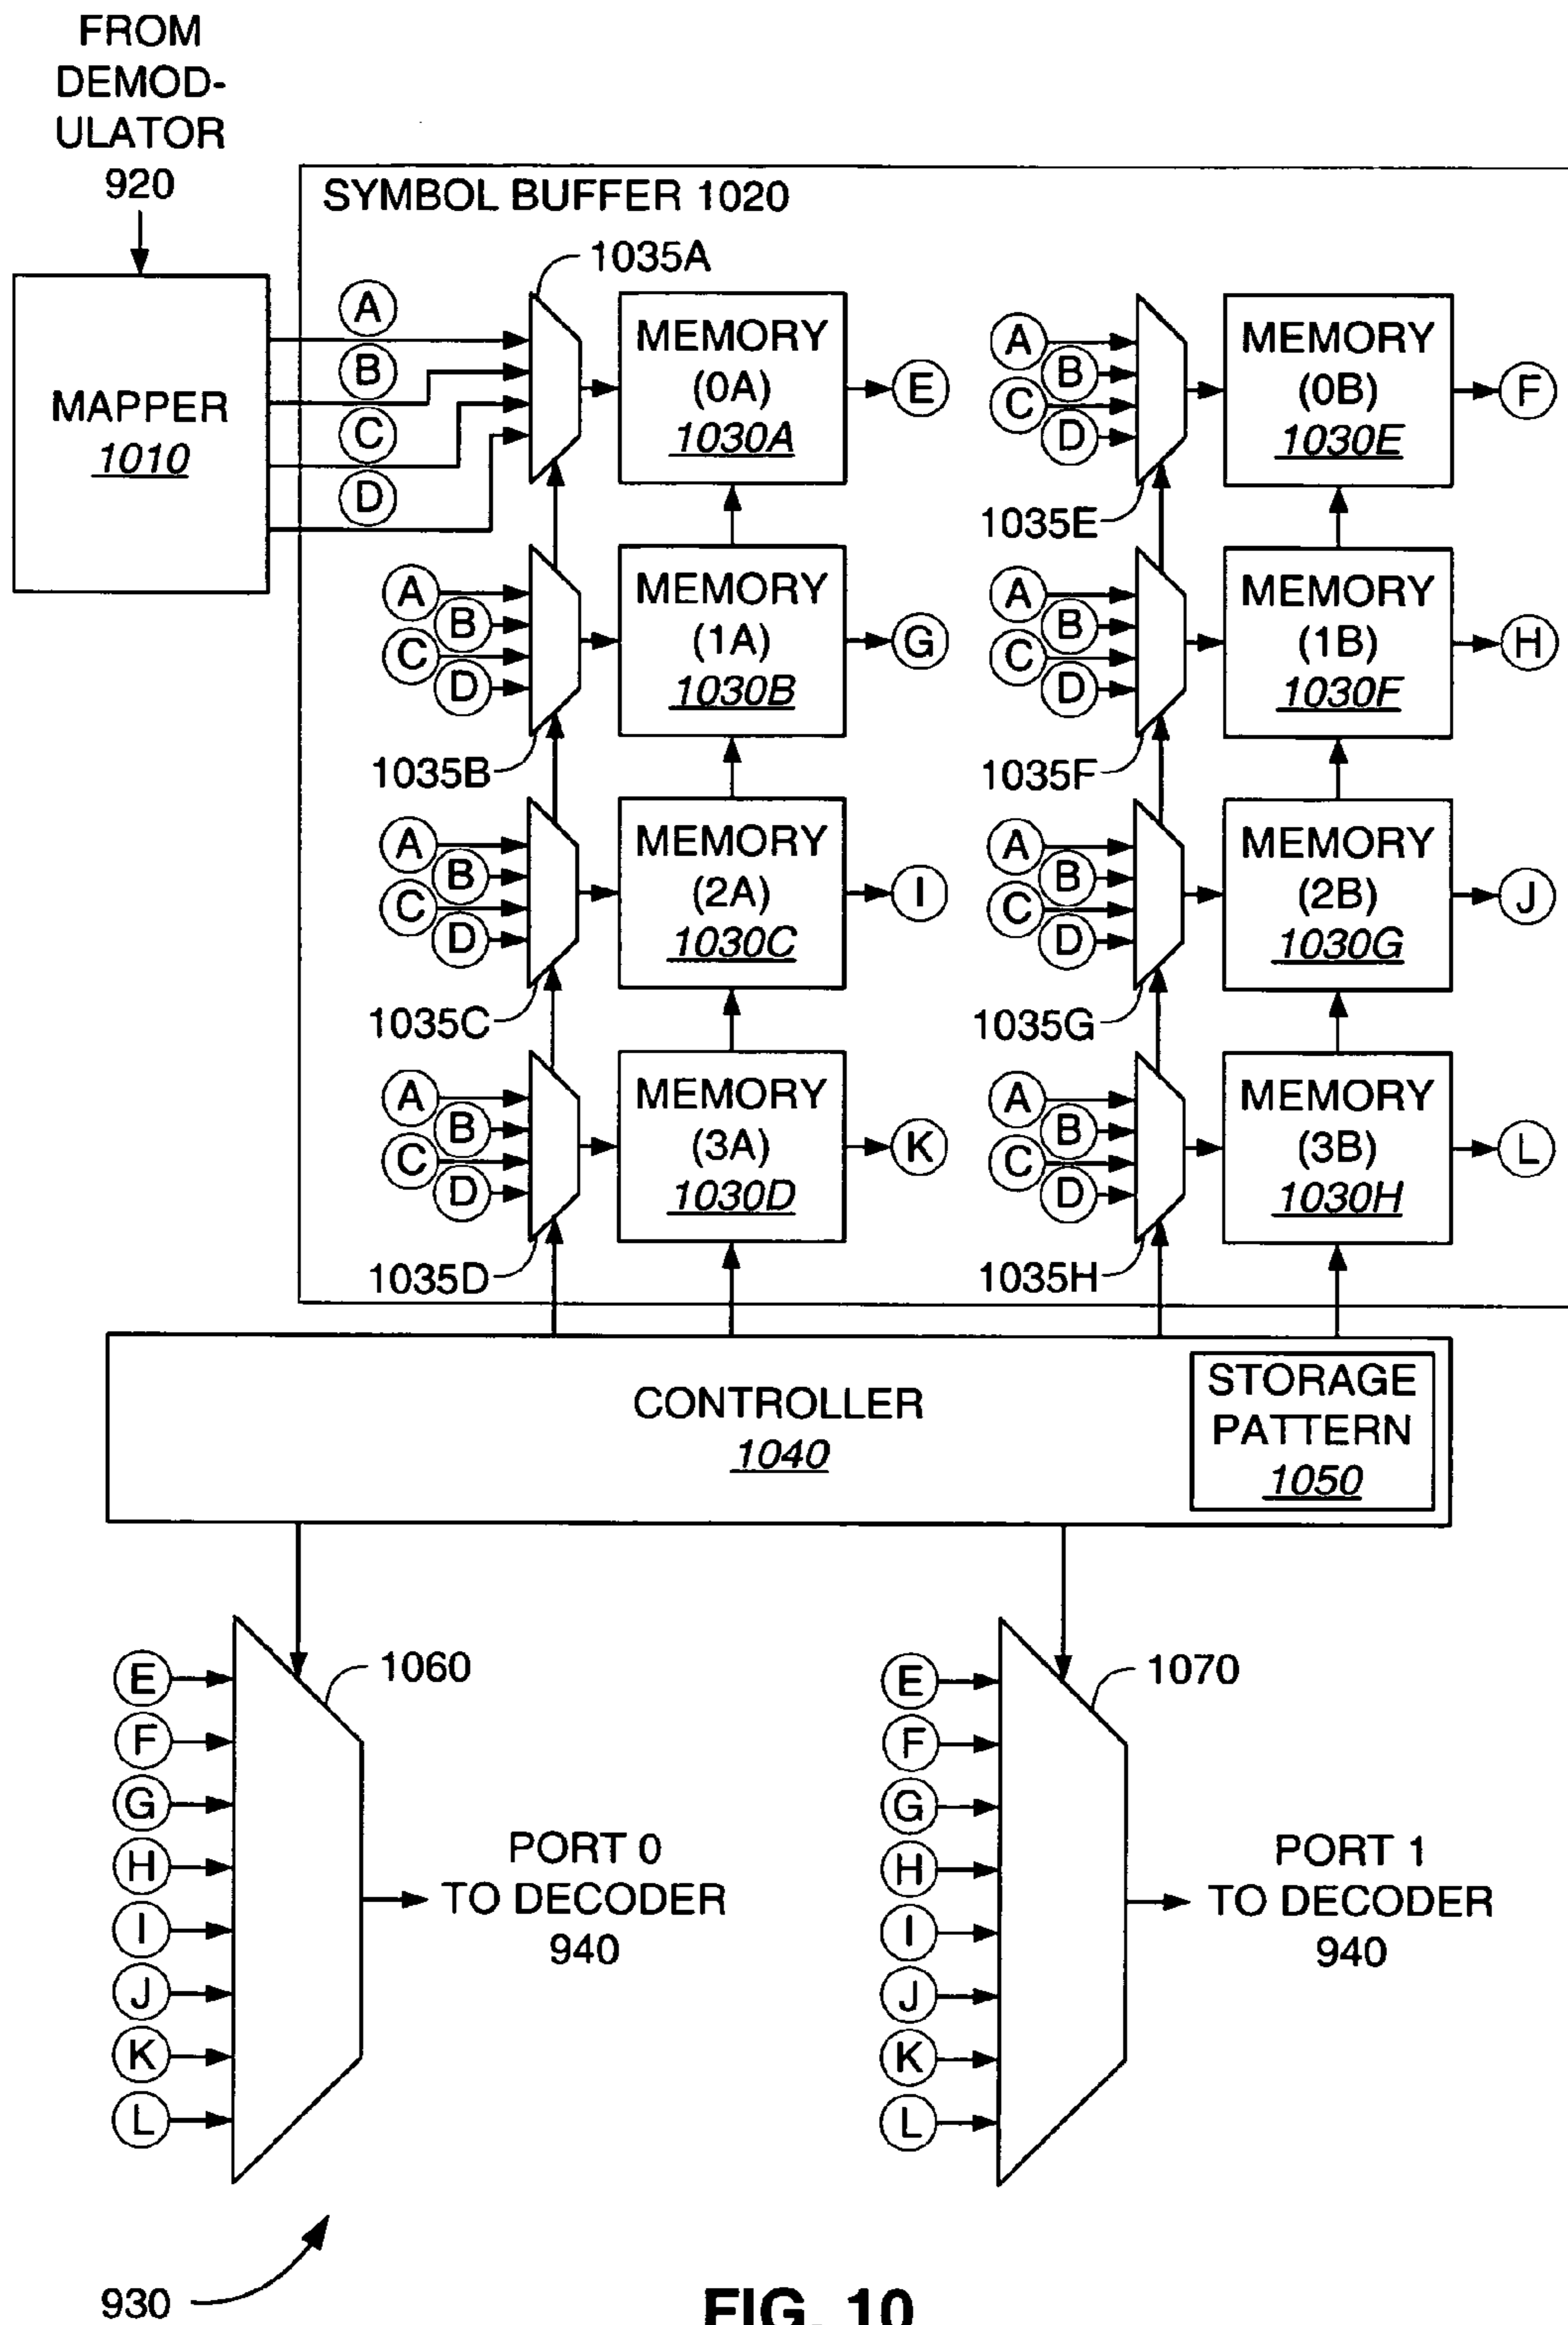 FROM
DEMOD-
ULATOR
920
SYMBOL BUFFER 1020
MAPPER
1010
A
B
C
D
1035A
MEMORY
(0A)
1030A
E
A
B
C
D
1035E
MEMORY
(0B)
1030E
F
A
B
C
D
1035B
MEMORY
(1A)
1030B
G
A
B
C
D
1035F
MEMORY
(1B)
1030F
H
A
B
C
D
1035C
MEMORY
(2A)
1030C
I
A
B
C
D
1035G
MEMORY
(2B)
1030G
J
A
B
C
D
1035D
MEMORY
(3A)
1030D
K
A
B
C
D
1035H
MEMORY
(3B)
1030H
L
CONTROLLER
1040
STORAGE
PATTERN
1050
E
F
G
H
I
J
K
L
1060
PORT 0
TO DECODER
940
E
F
G
H
I
J
K
L
1070
PORT 1
TO DECODER
940
930
FIG. 10